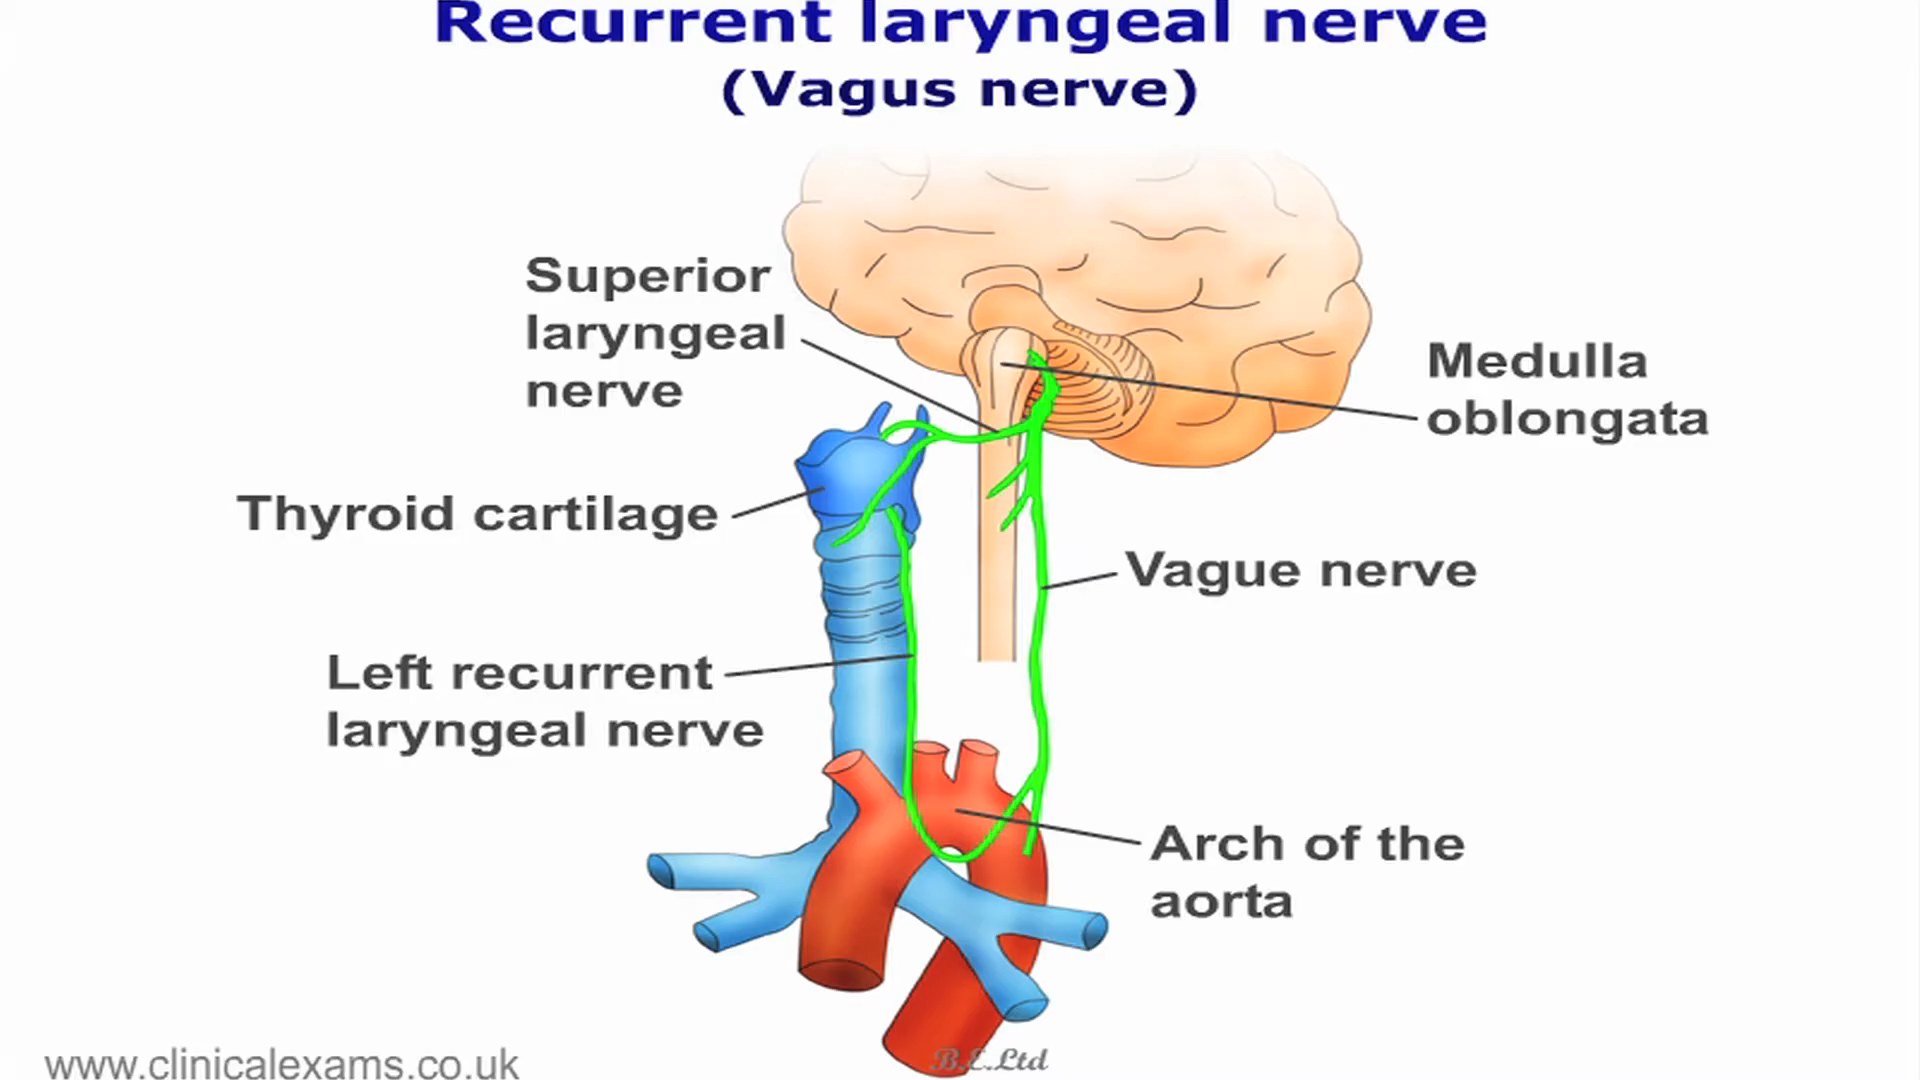 Recurrent laryngeal nerve
(Vagus nerve)
Superior
laryngeal
nerve
Medulla
oblongata
Thyroid cartilage
Vague nerve
Left recurrent
laryngeal nerve
Arch of the
aorta
www.clinicalexams.co.uk
B.E.Ltd